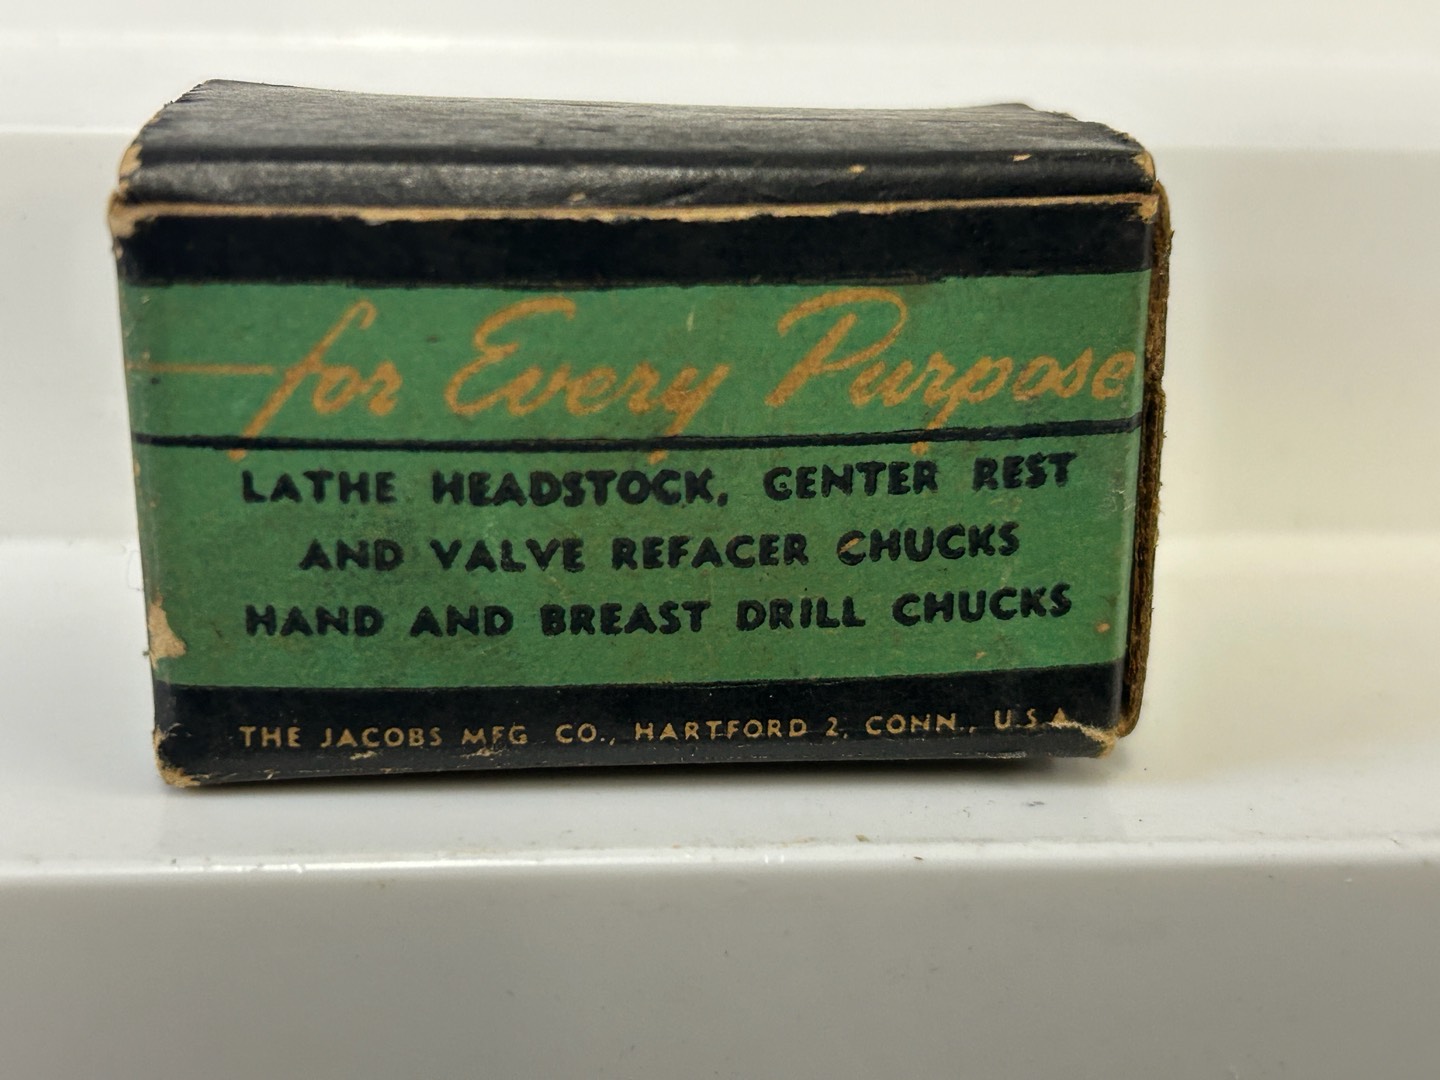 for Every Purpose
LATHE HEADSTOCK, CENTER REST
AND VALVE REFACER CHUCKS
HAND AND BREAST DRILL CHUCKS
THE JACOBS MFG CO., HARTFORD 2, CONN., U.S.A.